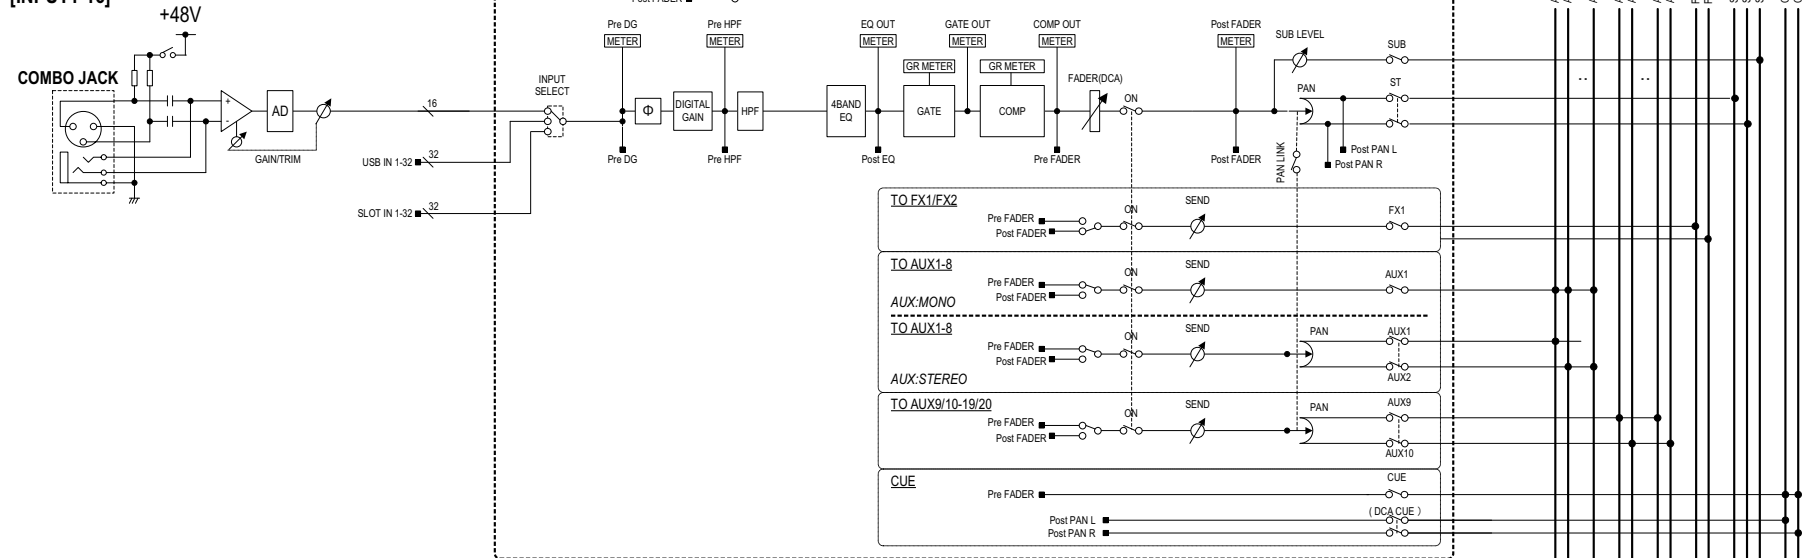 +48V
COMBO JACK
AD
GAIN/TRIM
16
USB IN 1-32
32
SLOT IN 1-32
32
INPUT
SELECT
Pre DG
METER
Pre DG
Φ
DIGITAL
GAIN
Pre HPF
METER
Pre HPF
HPF
4BAND
EQ
EQ OUT
METER
Post EQ
GR METER
GATE
GATE OUT
METER
GR METER
COMP
COMP OUT
METER
Pre FADER
FADER(DCA)
ON
Post FADER
METER
Post FADER
SUB LEVEL
SUB
PAN
ST
PAN LINK
Post PAN L
Post PAN R
TO FX1/FX2
Pre FADER
Post FADER
ON
SEND
FX1
TO AUX1-8
AUX:MONO
Pre FADER
Post FADER
ON
SEND
AUX1
TO AUX1-8
AUX:STEREO
Pre FADER
Post FADER
ON
SEND
PAN
AUX1
AUX2
TO AUX9/10-19/20
Pre FADER
Post FADER
ON
SEND
PAN
AUX9
AUX10
CUE
Pre FADER
CUE
Post PAN L
Post PAN R
( DCA CUE )